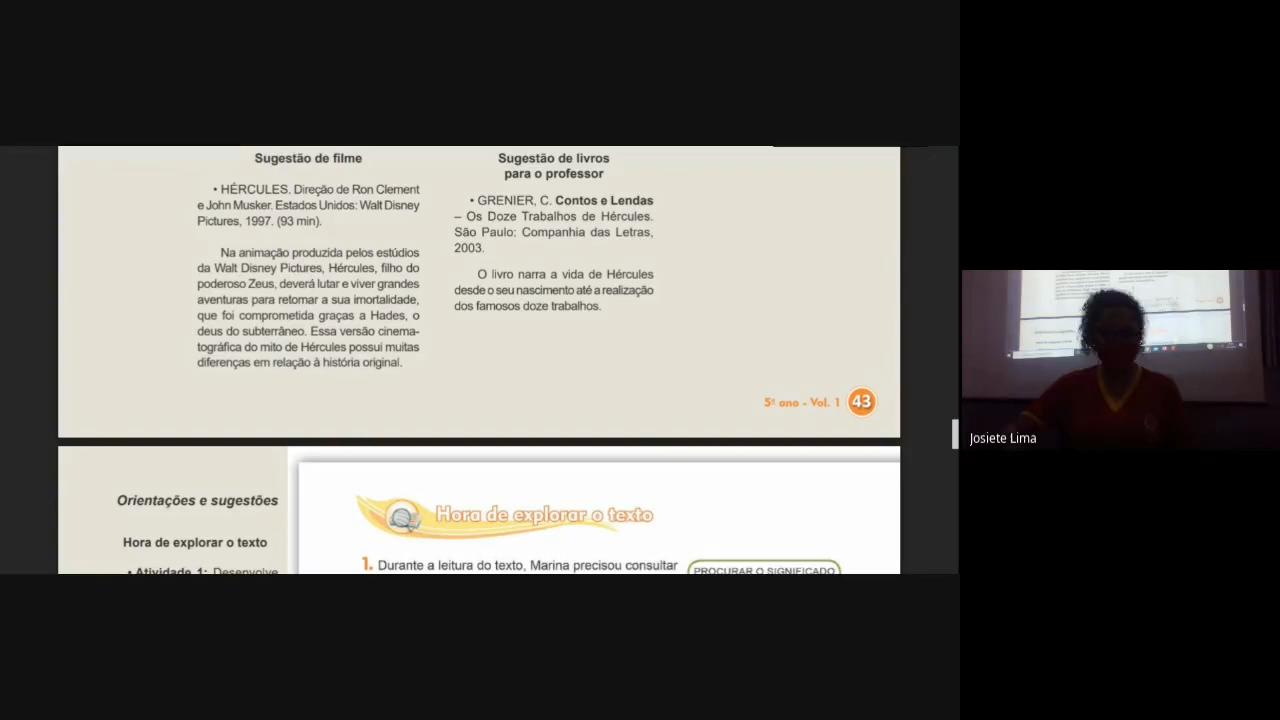 Sugestão de filme
• HÉRCULES. Direção de Ron Clement
e John Musker. Estados Unidos: Walt Disney
Pictures, 1997. (93 min).
Na animação produzida pelos estúdios
da Walt Disney Pictures, Hércules, filho do
poderoso Zeus, deverá lutar e viver grandes
aventuras para retornar a sua imortalidade,
que foi comprometida graças a Hades, o
deus do subterrâneo. Essa versão cinema-
tográfica do mito de Hércules possui muitas
diferenças em relação à história original.
Sugestão de livros
para o professor
• GRENIER, C. Contos e Lendas
– Os Doze Trabalhos de Hércules.
São Paulo: Companhia das Letras,
2003.
O livro narra a vida de Hércules
desde o seu nascimento até a realização
dos famosos doze trabalhos.
5º ano - Vol. 1 43
Orientações e sugestões
Hora de explorar o texto
• Atividade 1: Desenvolve
Hora de explorar o texto
1. Durante a leitura do texto, Marina precisou consultar
PROCURAR O SIGNIFICADO
Josiete Lima